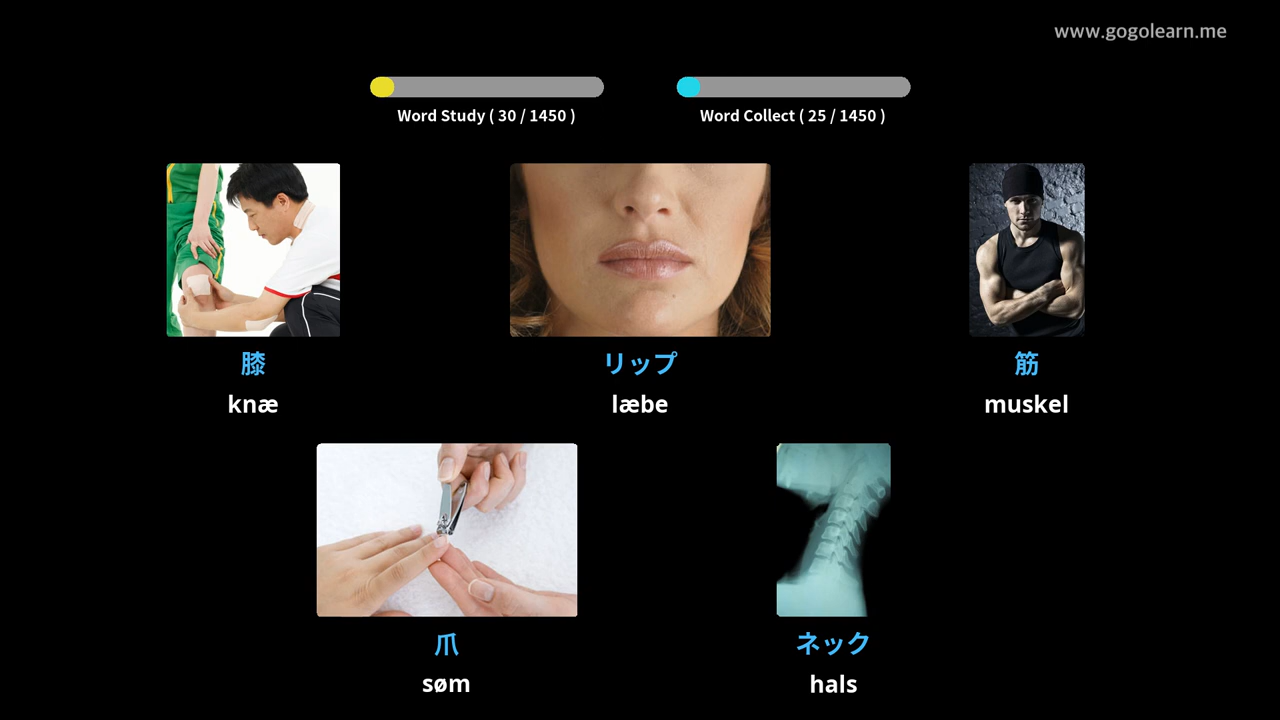 www.gogolearn.me
Word Study ( 30 / 1450 )
Word Collect ( 25 / 1450 )
膝
knæ
リップ
læbe
筋
muskel
爪
søm
ネック
hals